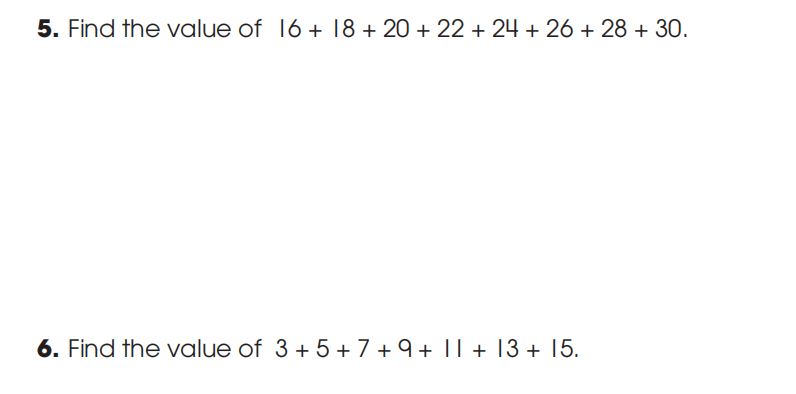 5. Find the value of 16 + 18 + 20 + 22 + 24 + 26 + 28 + 30.
6. Find the value of 3 + 5 + 7 + 9 + 11 + 13 + 15.